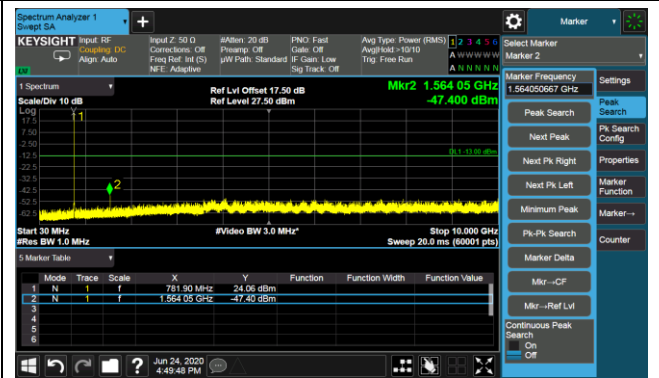 Spectrum Analyzer 1
Swept SA
Marker
KEYSIGHT
Input: RF
Coupling: DC
Align: Auto
Input Z: 50 Ω
Corrections: Off
Freq Ref: Int (S)
NFE: Adaptive
#Atten: 20 dB
Preamp: Off
µW Path: Standard
PNO: Fast
Gate: Off
IF Gain: Low
Sig Track: Off
Avg Type: Power (RMS)
Avg|Hold:>10/10
Trig: Free Run
1 2 3 4 5 6
A W W W W W
A N N N N N
LXI
Select Marker
Marker 2
1 Spectrum
Scale/Div 10 dB
Ref Lvl Offset 17.50 dB
Ref Level 27.50 dBm
Mkr2 1.564 05 GHz
-47.400 dBm
Log
17.5
7.50
-2.50
-12.5
-22.5
-32.5
-42.5
-52.5
-62.5
1
2
DL1 -13.00 dBm
Start 30 MHz
#Res BW 1.0 MHz
#Video BW 3.0 MHz*
Stop 10.000 GHz
Sweep 20.0 ms (60001 pts)
5 Marker Table
Mode Trace Scale X Y Function Function Width Function Value
1 N 1 f 781.90 MHz 24.06 dBm
2 N 1 f 1.564 05 GHz -47.40 dBm
3
4
5
6
Jun 24, 2020
4:49:48 PM
Marker Frequency
1.564050667 GHz
Peak Search
Next Peak
Next Pk Right
Next Pk Left
Minimum Peak
Pk-Pk Search
Marker Delta
Mkr→CF
Mkr→Ref Lvl
Continuous Peak
Search
On
Off
Settings
Peak
Search
Pk Search
Config
Properties
Marker
Function
Marker→
Counter